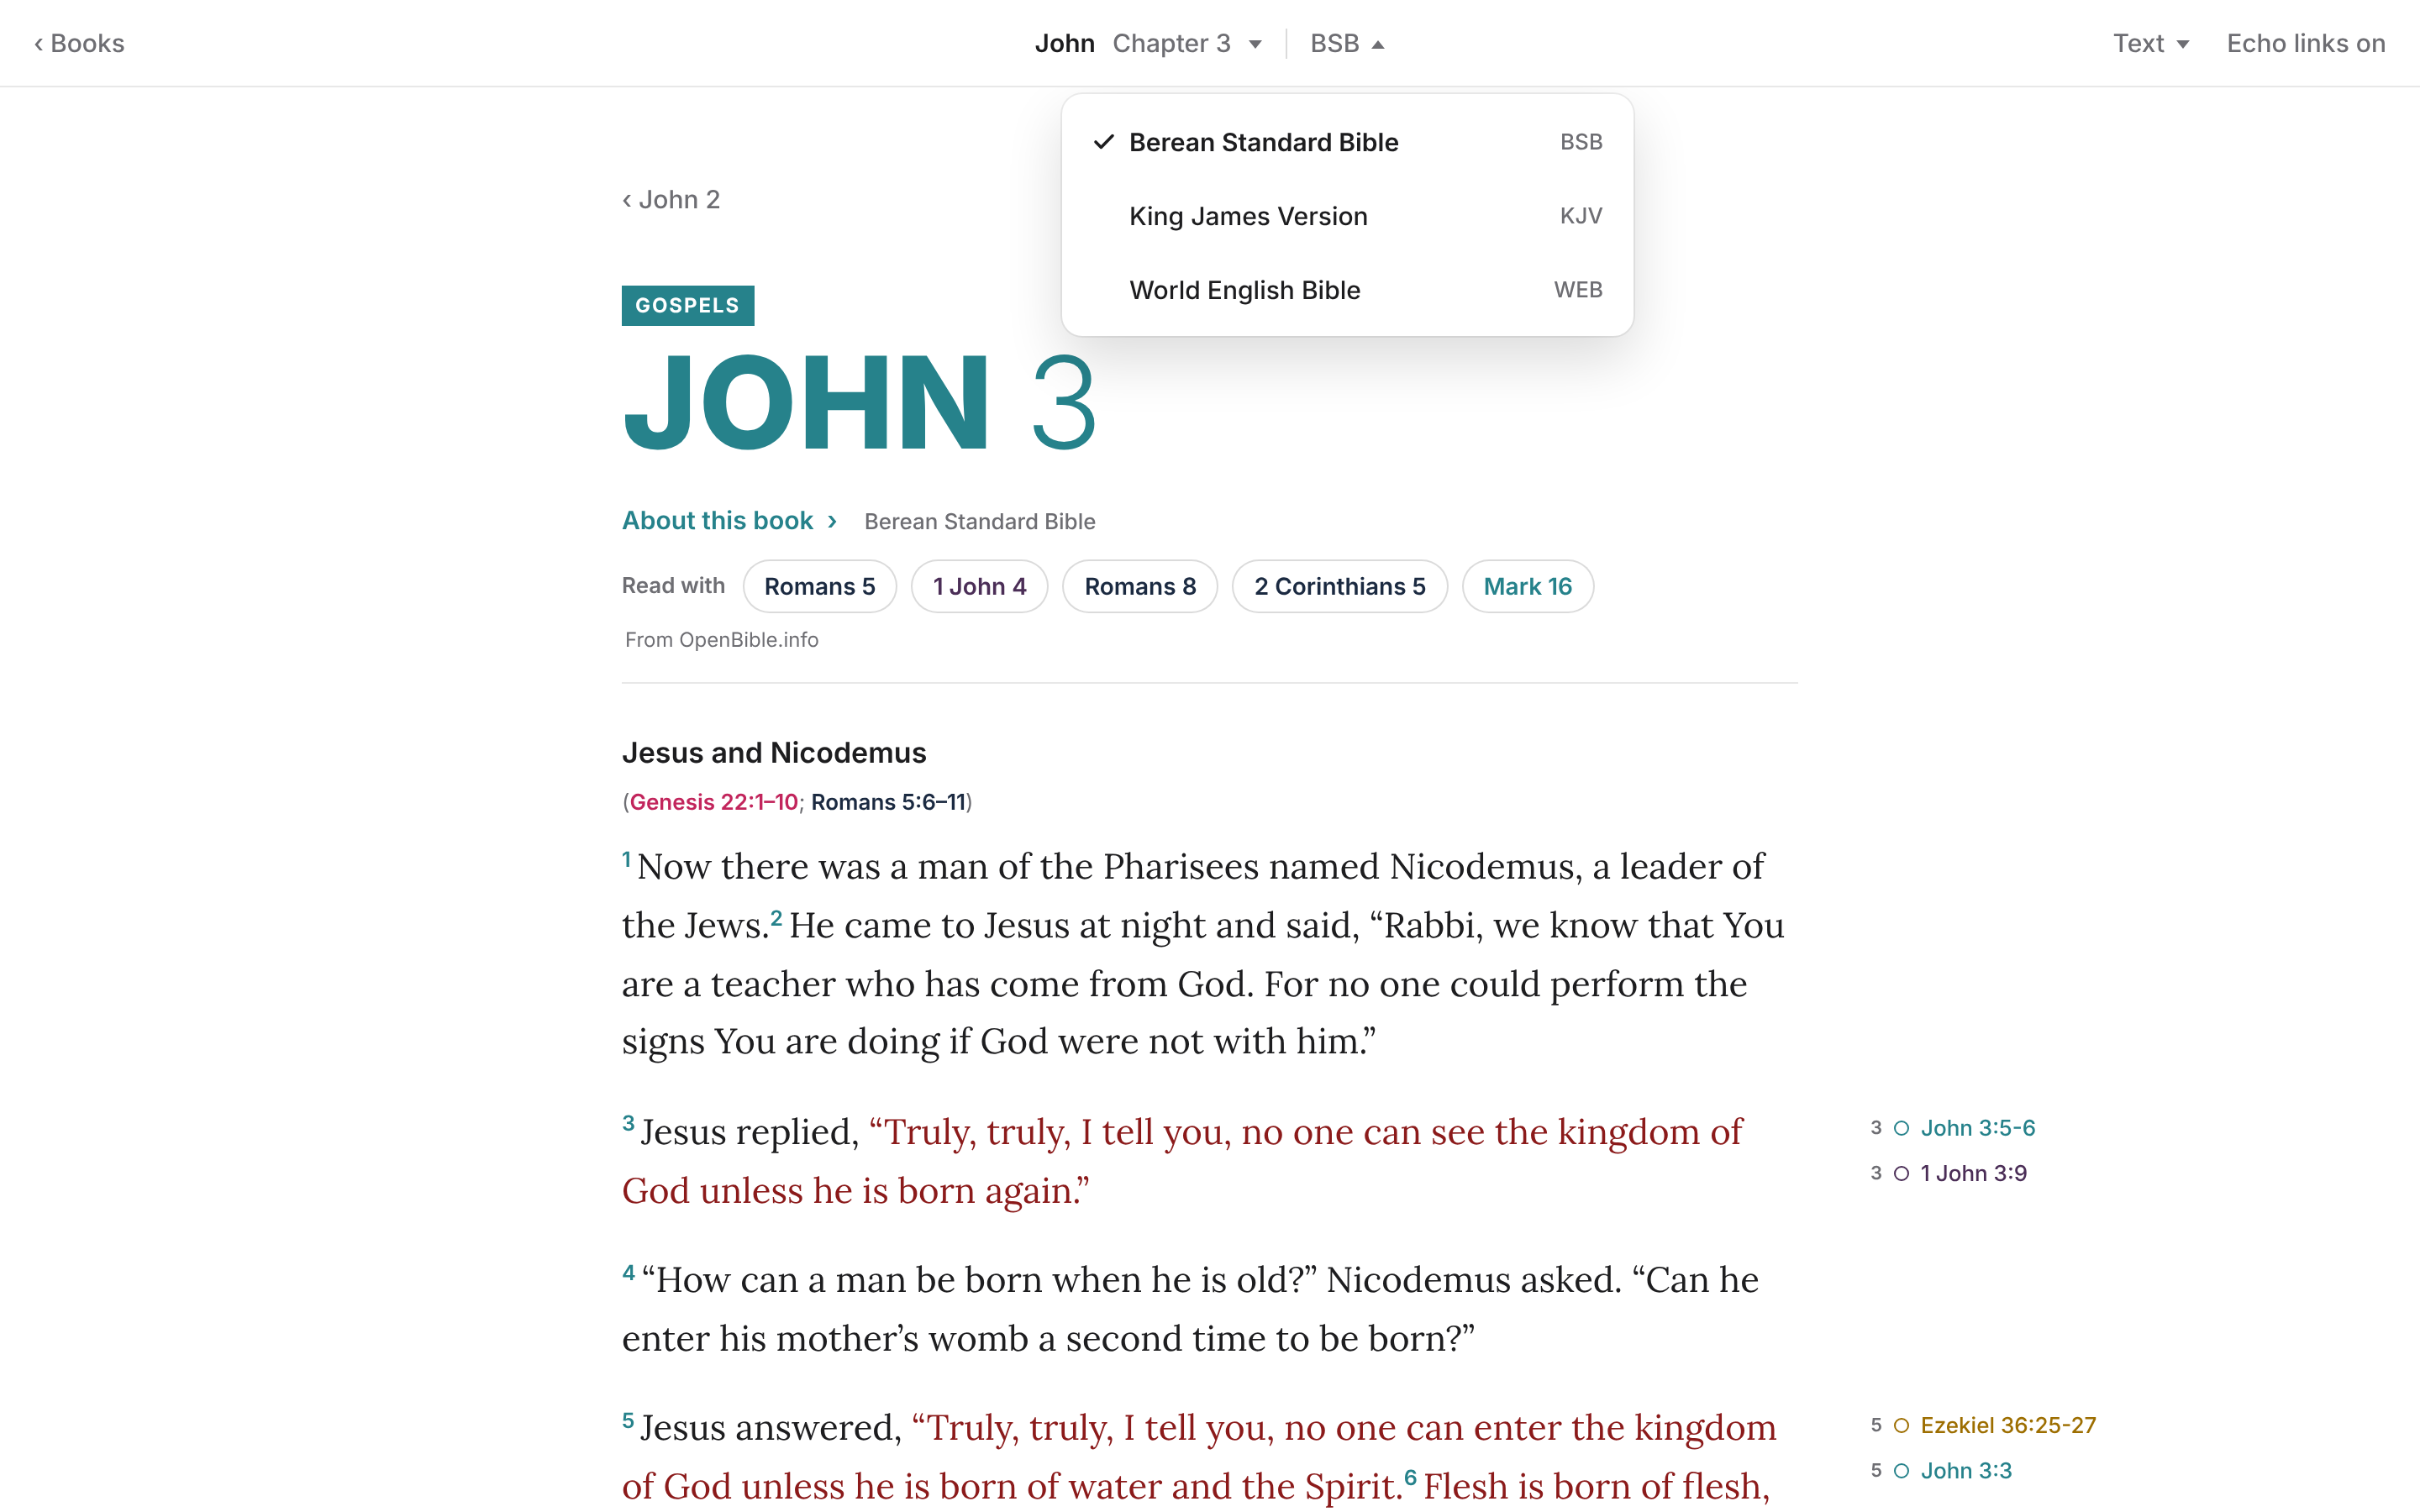 ‹ Books
John Chapter 3 ▾ | BSB ▴
Text ▾ Echo links on
✓ Berean Standard Bible BSB
King James Version KJV
World English Bible WEB
‹ John 2
GOSPELS
JOHN 3
About this book › Berean Standard Bible
Read with Romans 5 1 John 4 Romans 8 2 Corinthians 5 Mark 16
From OpenBible.info
Jesus and Nicodemus
(Genesis 22:1–10; Romans 5:6–11)
1 Now there was a man of the Pharisees named Nicodemus, a leader of
the Jews. 2 He came to Jesus at night and said, “Rabbi, we know that You
are a teacher who has come from God. For no one could perform the
signs You are doing if God were not with him.”
3 Jesus replied, “Truly, truly, I tell you, no one can see the kingdom of
God unless he is born again.”
3 John 3:5-6
3 1 John 3:9
4 “How can a man be born when he is old?” Nicodemus asked. “Can he
enter his mother’s womb a second time to be born?”
5 Jesus answered, “Truly, truly, I tell you, no one can enter the kingdom
of God unless he is born of water and the Spirit. 6 Flesh is born of flesh,
5 Ezekiel 36:25-27
5 John 3:3